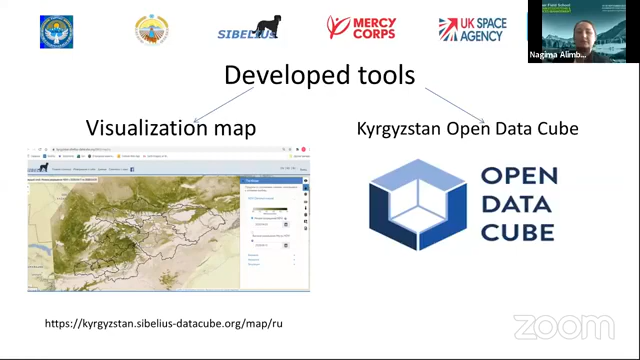 SIBELIUS
MERCY
CORPS
UK SPACE
AGENCY
Nagima Alimb...
Developed tools
Visualization map
Kyrgyzstan Open Data Cube
OPEN
DATA
CUBE
https://kyrgyzstan.sibelius-datacube.org/map/ru
zoom